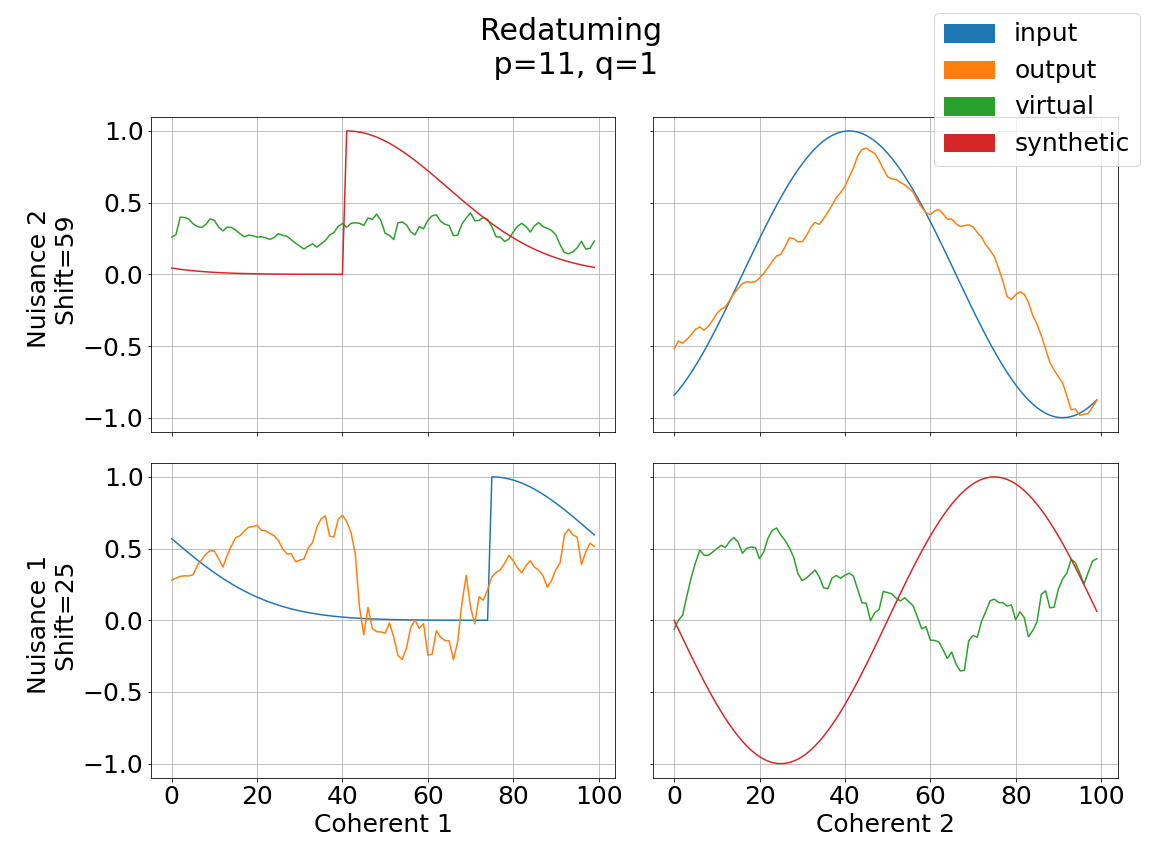 Redatuming
p=11, q=1
input
output
virtual
synthetic
Nuisance 2
Shift=59
1.0
0.5
0.0
−0.5
−1.0
Nuisance 1
Shift=25
1.0
0.5
0.0
−0.5
−1.0
0 20 40 60 80 100
Coherent 1
0 20 40 60 80 100
Coherent 2